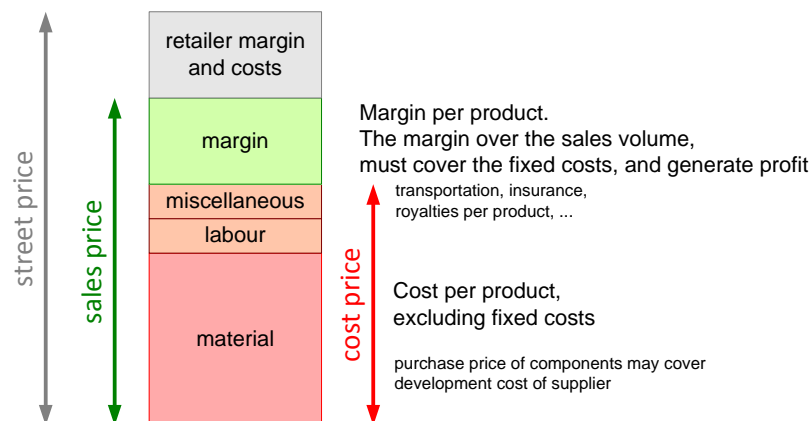 street price
sales price
retailer margin
and costs
margin
miscellaneous
labour
material
cost price
Margin per product.
The margin over the sales volume,
must cover the fixed costs, and generate profit
transportation, insurance,
royalties per product, ...
Cost per product,
excluding fixed costs
purchase price of components may cover
development cost of supplier